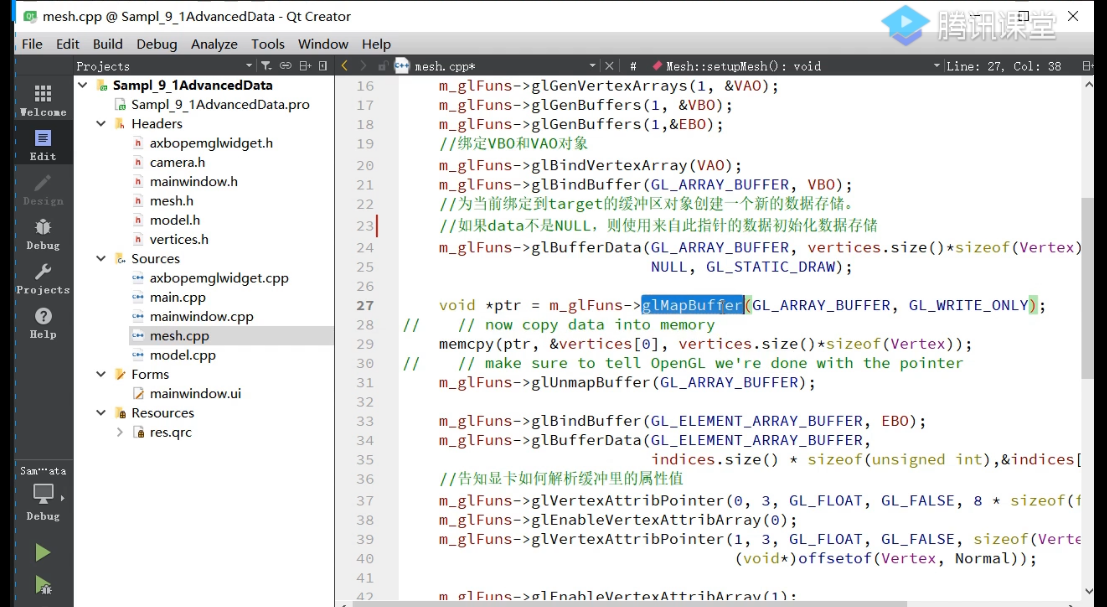 mesh.cpp @ Sampl_9_1AdvancedData - Qt Creator
腾讯课堂
File Edit Build Debug Analyze Tools Window Help
Projects
mesh.cpp*
# Mesh::setupMesh(): void
Line: 27, Col: 38
Welcome
Edit
Design
Debug
Projects
Help
Sam···ata
Debug
Sampl_9_1AdvancedData
Sampl_9_1AdvancedData.pro
Headers
axbopemglwidget.h
camera.h
mainwindow.h
mesh.h
model.h
vertices.h
Sources
axbopemglwidget.cpp
main.cpp
mainwindow.cpp
mesh.cpp
model.cpp
Forms
mainwindow.ui
Resources
res.qrc
16 m_glFuns->glGenVertexArrays(1, &VAO);
17 m_glFuns->glGenBuffers(1, &VBO);
18 m_glFuns->glGenBuffers(1,&EBO);
19 //绑定VBO和VAO对象
20 m_glFuns->glBindVertexArray(VAO);
21 m_glFuns->glBindBuffer(GL_ARRAY_BUFFER, VBO);
22 //为当前绑定到target的缓冲区对象创建一个新的数据存储。
23 //如果data不是NULL，则使用来自此指针的数据初始化数据存储
24 m_glFuns->glBufferData(GL_ARRAY_BUFFER, vertices.size()*sizeof(Vertex)
25 NULL, GL_STATIC_DRAW);
26
27 void *ptr = m_glFuns->glMapBuffer(GL_ARRAY_BUFFER, GL_WRITE_ONLY);
28 // // now copy data into memory
29 memcpy(ptr, &vertices[0], vertices.size()*sizeof(Vertex));
30 // // make sure to tell OpenGL we're done with the pointer
31 m_glFuns->glUnmapBuffer(GL_ARRAY_BUFFER);
32
33 m_glFuns->glBindBuffer(GL_ELEMENT_ARRAY_BUFFER, EBO);
34 m_glFuns->glBufferData(GL_ELEMENT_ARRAY_BUFFER,
35 indices.size() * sizeof(unsigned int),&indices[
36 //告知显卡如何解析缓冲里的属性值
37 m_glFuns->glVertexAttribPointer(0, 3, GL_FLOAT, GL_FALSE, 8 * sizeof(f
38 m_glFuns->glEnableVertexAttribArray(0);
39 m_glFuns->glVertexAttribPointer(1, 3, GL_FLOAT, GL_FALSE, sizeof(Verte
40 (void*)offsetof(Vertex, Normal));
41
42 m_glFuns->glEnableVertexAttribArray(1);